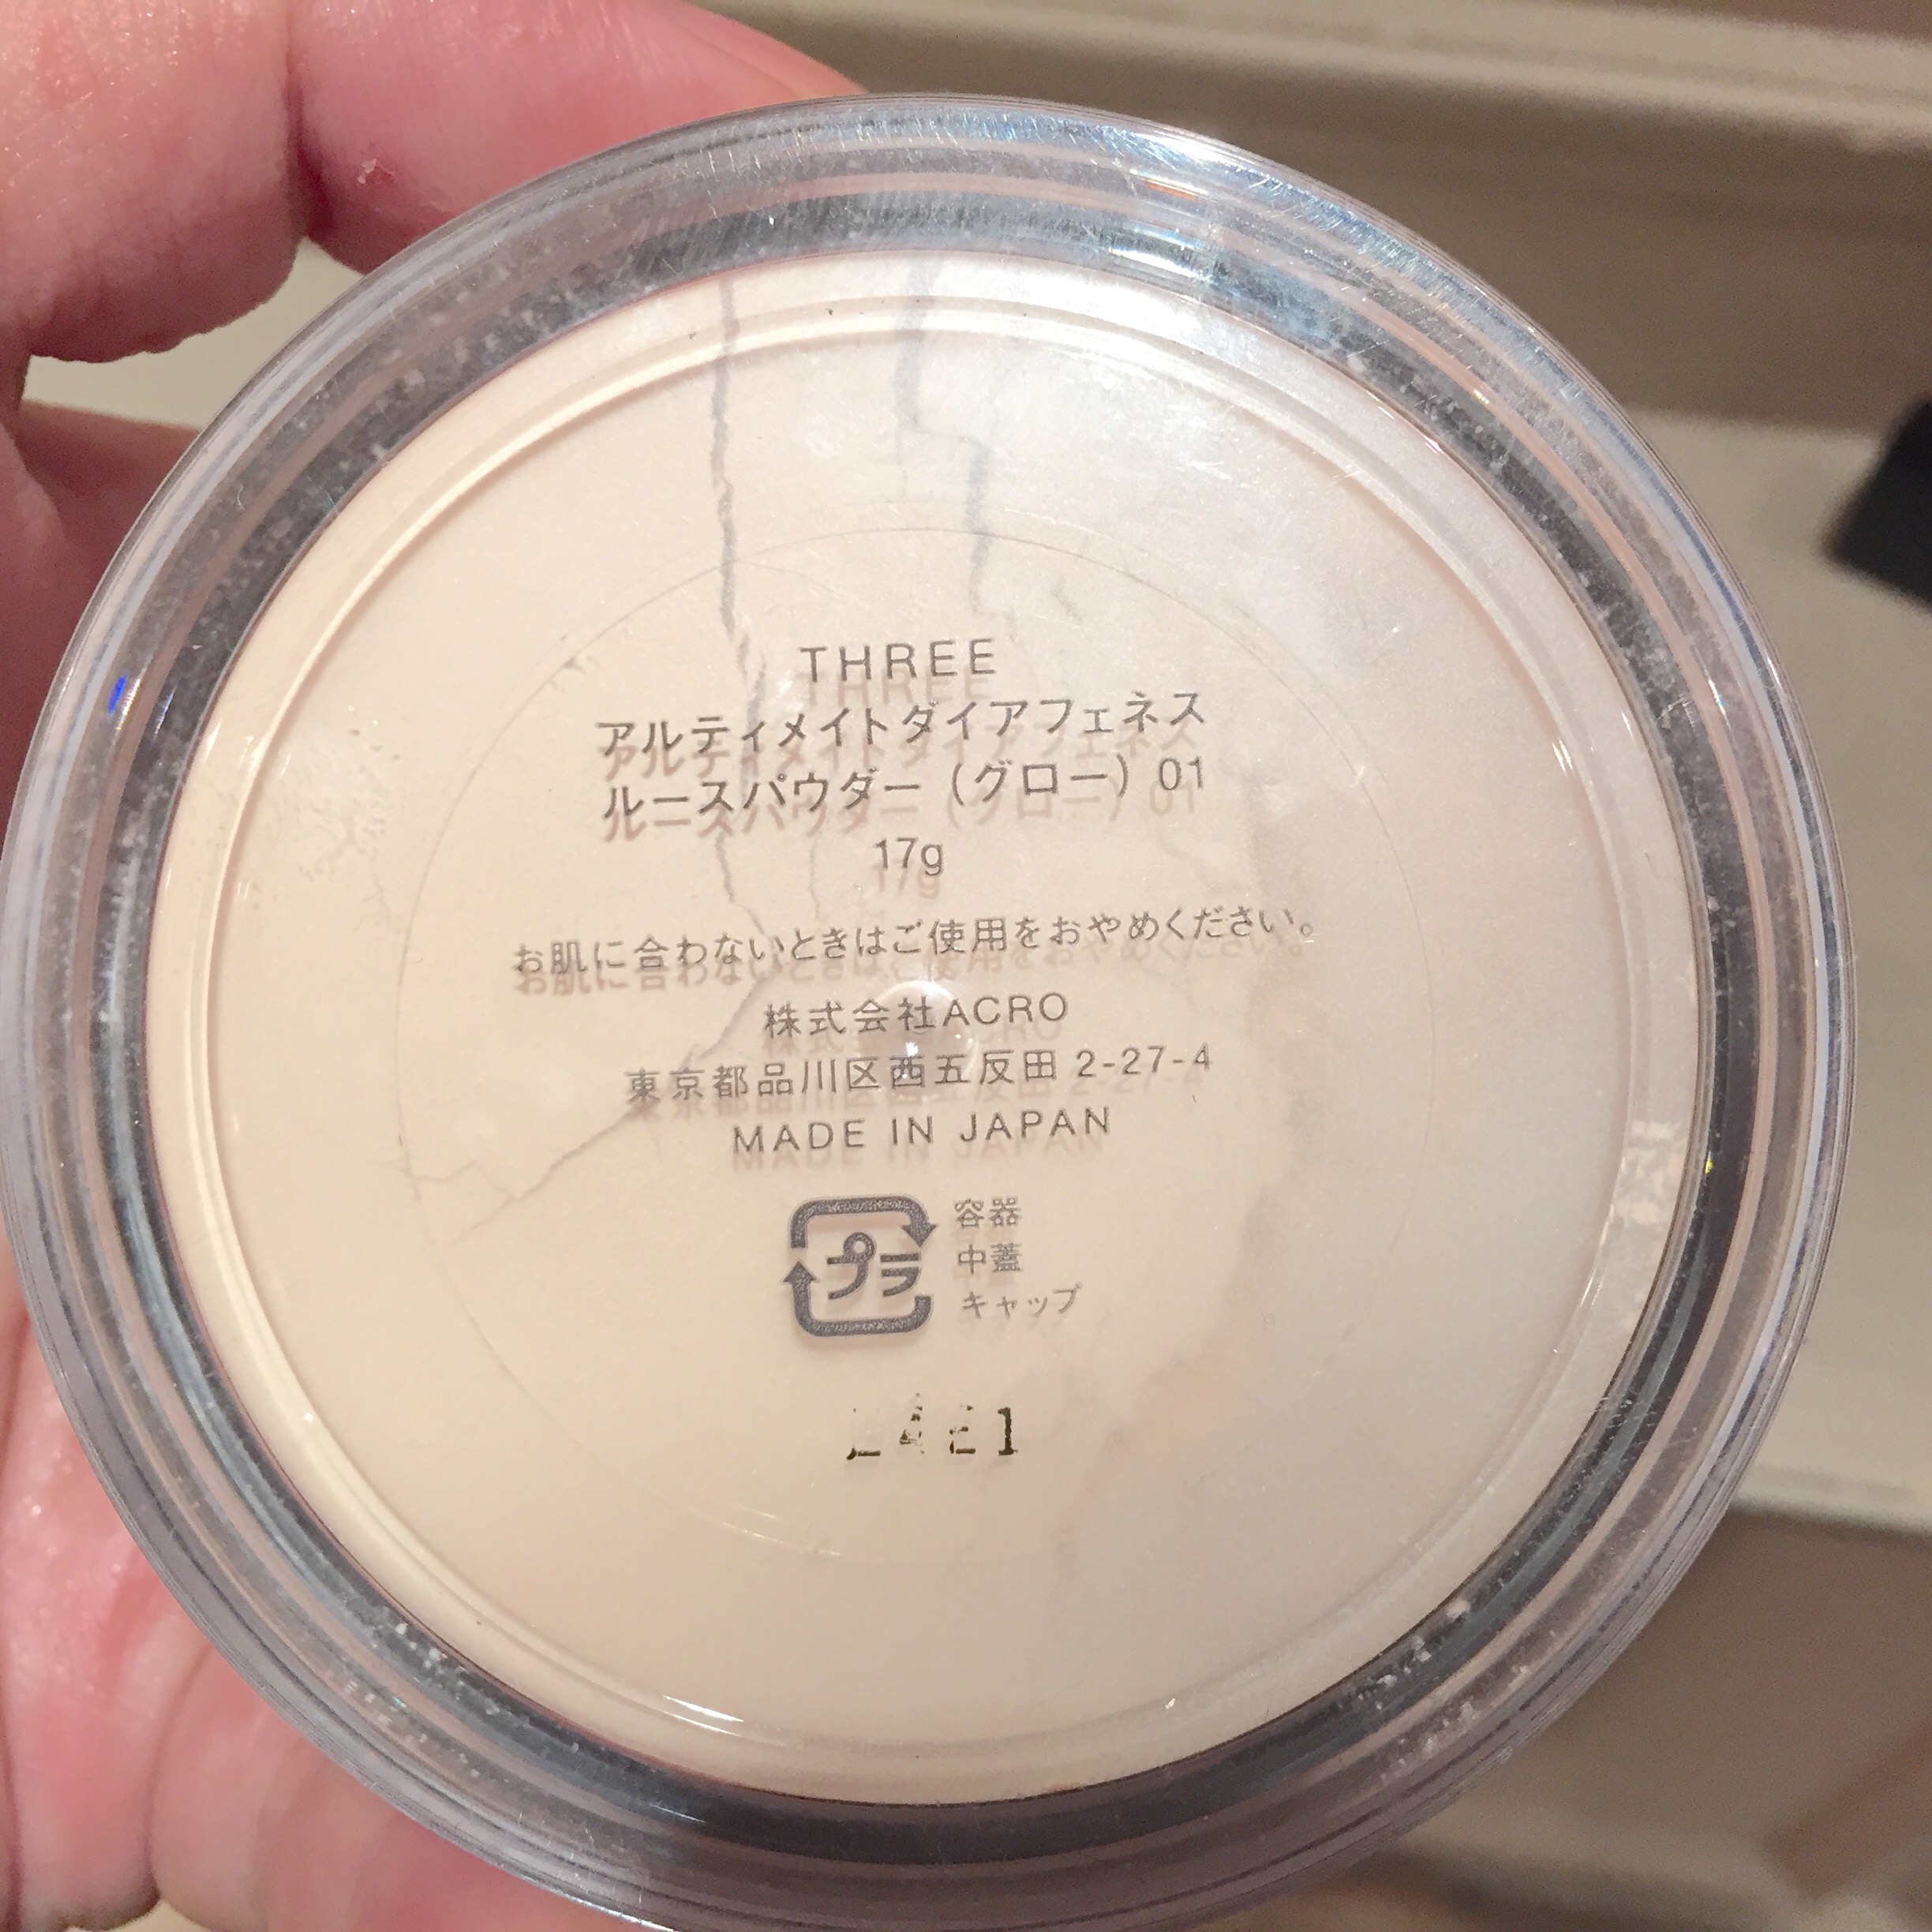 THREE
アルティメイトダイアフェネス
ルースパウダー（グロー）01
17g
お肌に合わないときはご使用をおやめください。
株式会社ACRO
東京都品川区西五反田 2-27-4
MADE IN JAPAN
プラ
容器
中蓋
キャップ